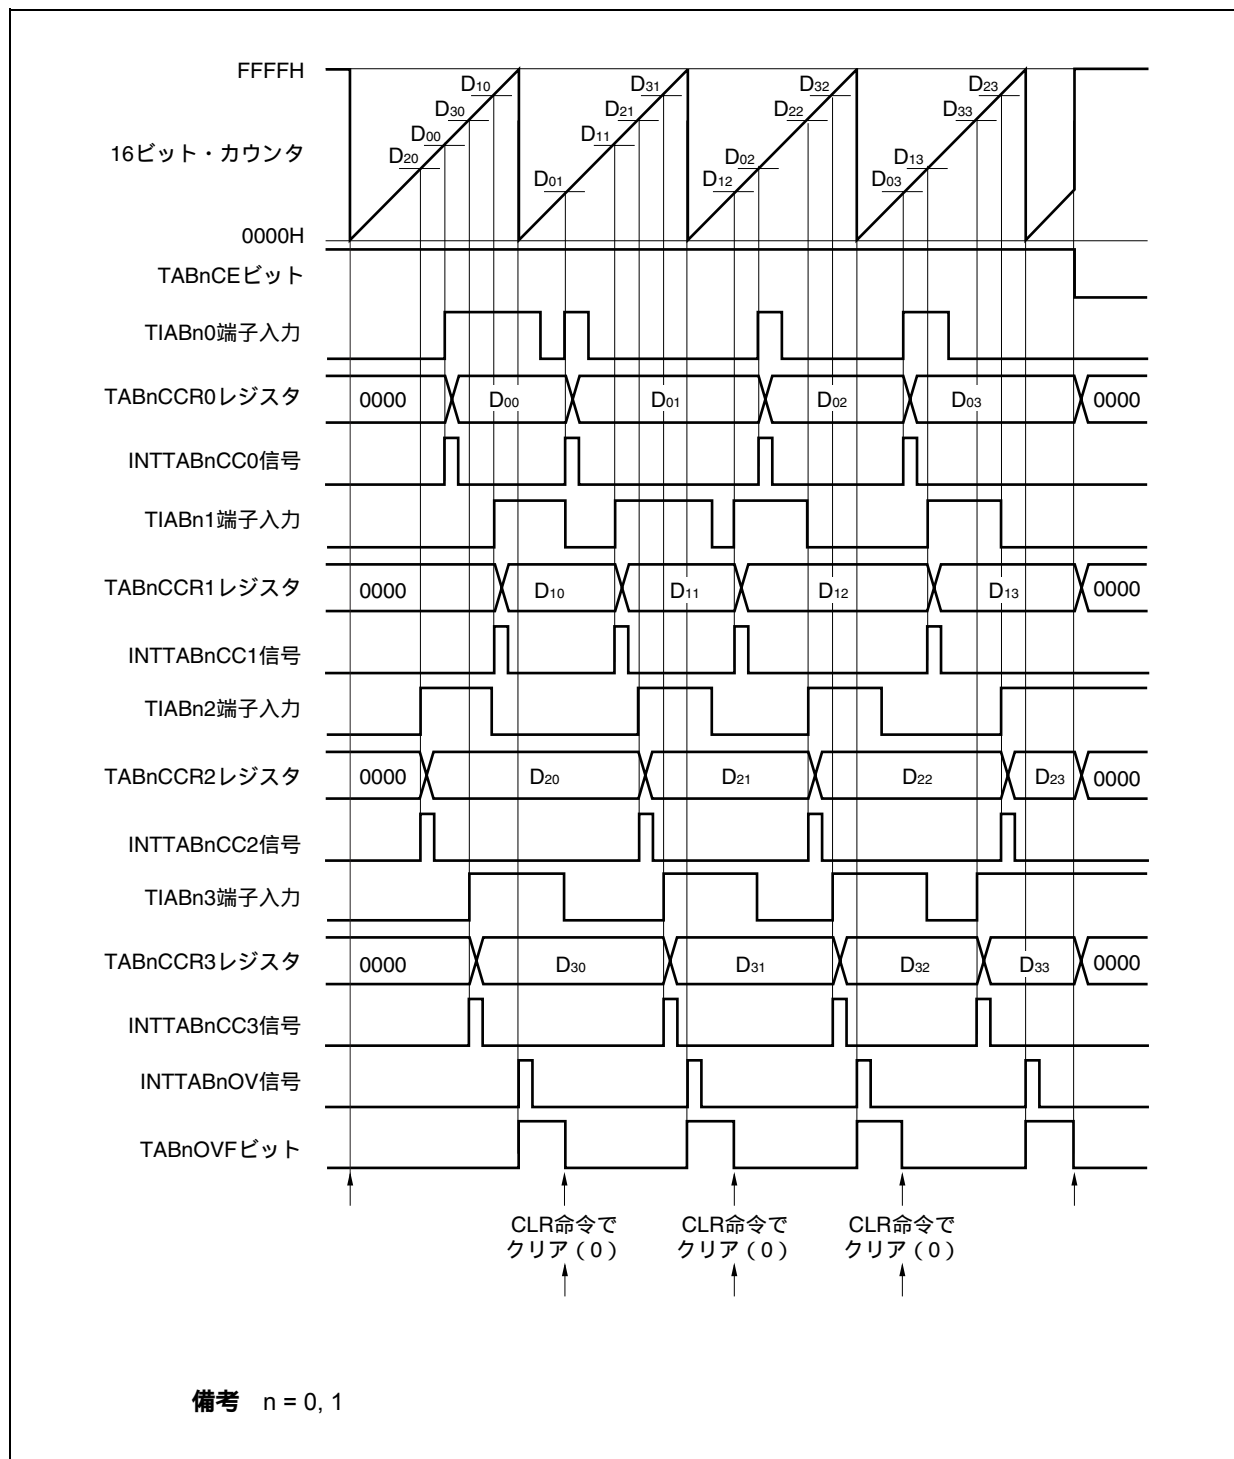 FFFFH
D10
D31
D32
D23
D30
D21
D22
D33
D00
D11
D02
D13
16ビット・カウンタ
D20
D01
D12
D03
0000H
TABnCEビット
TIABn0端子入力
TABnCCR0レジスタ 0000 D00 D01 D02 D03 0000
INTTABnCC0信号
TIABn1端子入力
TABnCCR1レジスタ 0000 D10 D11 D12 D13 0000
INTTABnCC1信号
TIABn2端子入力
TABnCCR2レジスタ 0000 D20 D21 D22 D23 0000
INTTABnCC2信号
TIABn3端子入力
TABnCCR3レジスタ 0000 D30 D31 D32 D33 0000
INTTABnCC3信号
INTTABnOV信号
TABnOVFビット
CLR命令で CLR命令で CLR命令で
クリア(0) クリア(0) クリア(0)
備考 n = 0, 1